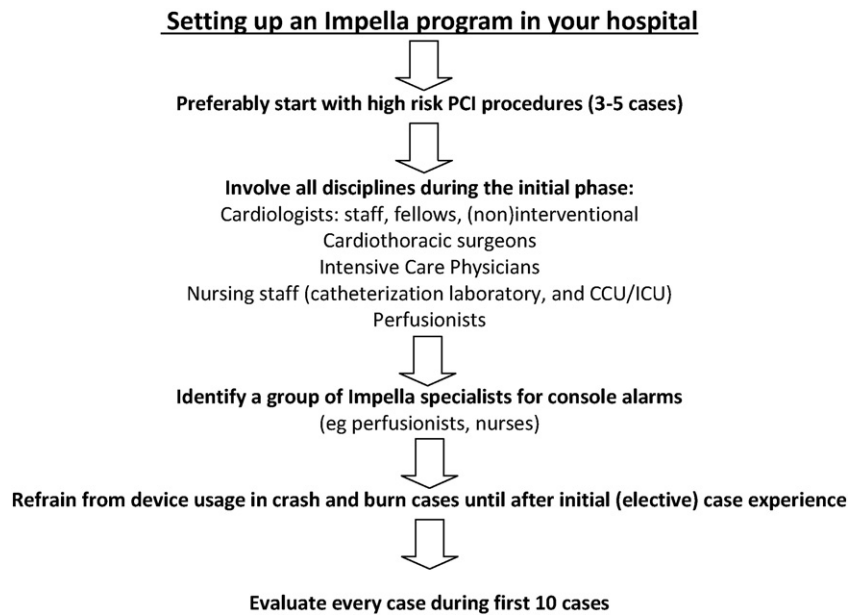 Setting up an Impella program in your hospital
Preferably start with high risk PCI procedures (3-5 cases)
Involve all disciplines during the initial phase:
Cardiologists: staff, fellows, (non)interventional
Cardiothoracic surgeons
Intensive Care Physicians
Nursing staff (catheterization laboratory, and CCU/ICU)
Perfusionists
Identify a group of Impella specialists for console alarms
(eg perfusionists, nurses)
Refrain from device usage in crash and burn cases until after initial (elective) case experience
Evaluate every case during first 10 cases